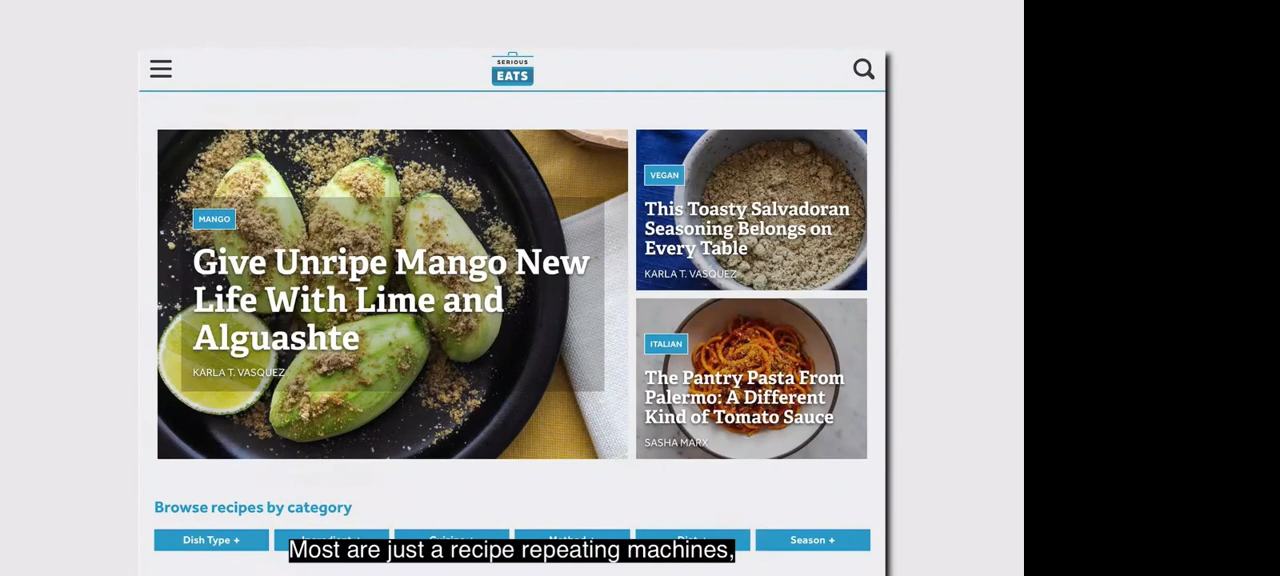 SERIOUS
EATS
MANGO
Give Unripe Mango New
Life With Lime and
Alguashte
KARLA T. VASQUEZ
VEGAN
This Toasty Salvadoran
Seasoning Belongs on
Every Table
KARLA T. VASQUEZ
ITALIAN
The Pantry Pasta From
Palermo: A Different
Kind of Tomato Sauce
SASHA MARX
Browse recipes by category
Dish Type +
Season +
Most are just a recipe repeating machines,